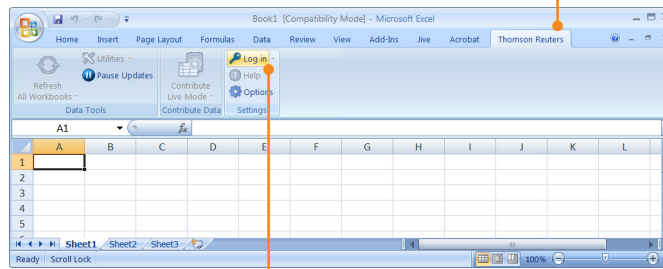 Book1 [Compatibility Mode] - Microsoft Excel
Home Insert Page Layout Formulas Data Review View Add-Ins Jive Acrobat Thomson Reuters
Refresh All Workbooks
Utilities
Pause Updates
Data Tools
Contribute Live Mode
Contribute Data
Log in
Help
Options
Settings
A1 fx
A B C D E F G H I J K L
1
2
3
4
5
Sheet1 Sheet2 Sheet3
Ready Scroll Lock 100%